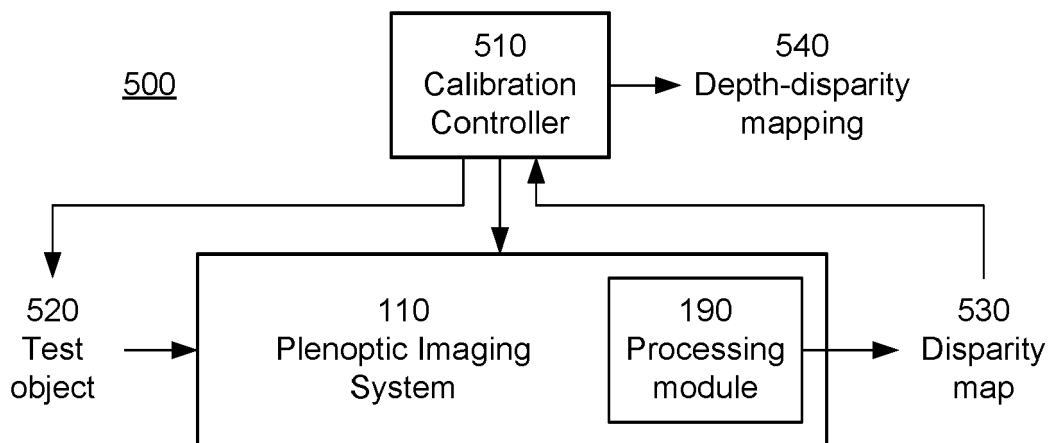 500
510
Calibration
Controller
540
Depth-disparity
mapping
520
Test
object
110
Plenoptic Imaging
System
190
Processing
module
530
Disparity
map